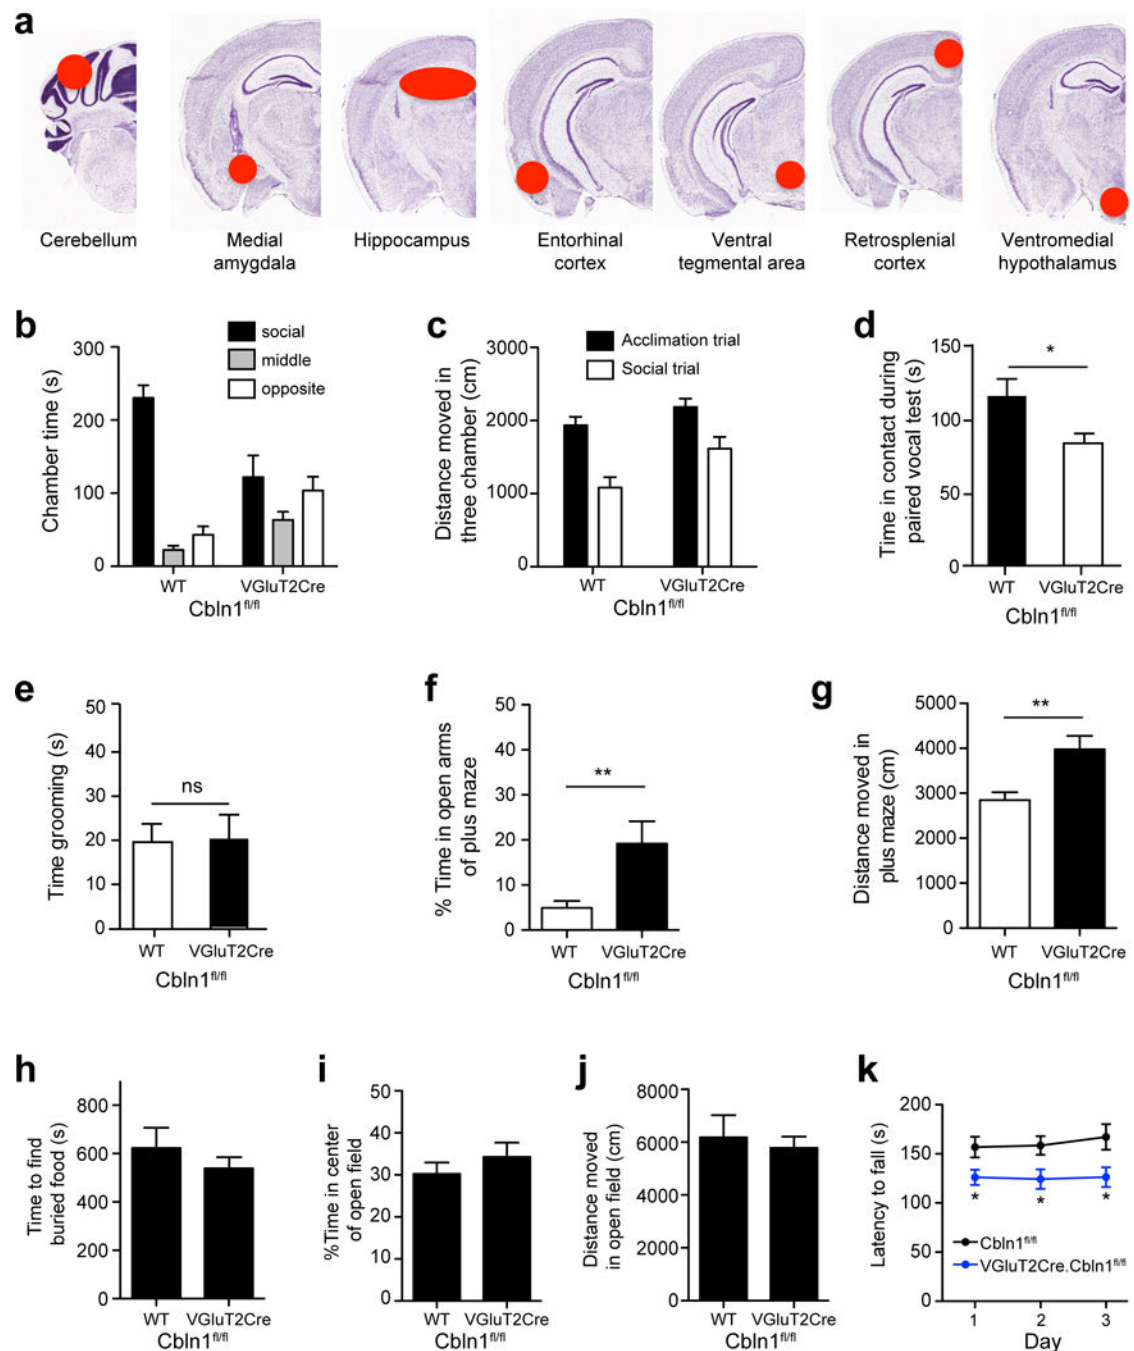 a
Cerebellum
Medial
amygdala
Hippocampus
Entorhinal
cortex
Ventral
tegmental area
Retrosplenial
cortex
Ventromedial
hypothalamus
b
social
middle
opposite
Chamber time (s)
300
200
100
0
WT
VGluT2Cre
Cbln1fl/fl
c
Acclimation trial
Social trial
Distance moved in
three chamber (cm)
3000
2000
1000
0
WT
VGluT2Cre
Cbln1fl/fl
d
Time in contact during
paired vocal test (s)
150
100
50
0
*
WT
VGluT2Cre
Cbln1fl/fl
e
Time grooming (s)
50
40
30
20
10
0
ns
WT
VGluT2Cre
Cbln1fl/fl
f
% Time in open arms
of plus maze
50
40
30
20
10
0
**
WT
VGluT2Cre
Cbln1fl/fl
g
Distance moved in
plus maze (cm)
5000
4000
3000
2000
1000
0
**
WT
VGluT2Cre
Cbln1fl/fl
h
Time to find
buried food (s)
800
600
400
200
0
WT
VGluT2Cre
Cbln1fl/fl
i
%Time in center
of open field
50
40
30
20
10
0
WT
VGluT2Cre
Cbln1fl/fl
j
Distance moved
in open field (cm)
8000
6000
4000
2000
0
WT
VGluT2Cre
Cbln1fl/fl
k
Latency to fall (s)
200
150
100
50
0
*
*
*
Cbln1fl/fl
VGluT2Cre.Cbln1fl/fl
1
2
3
Day